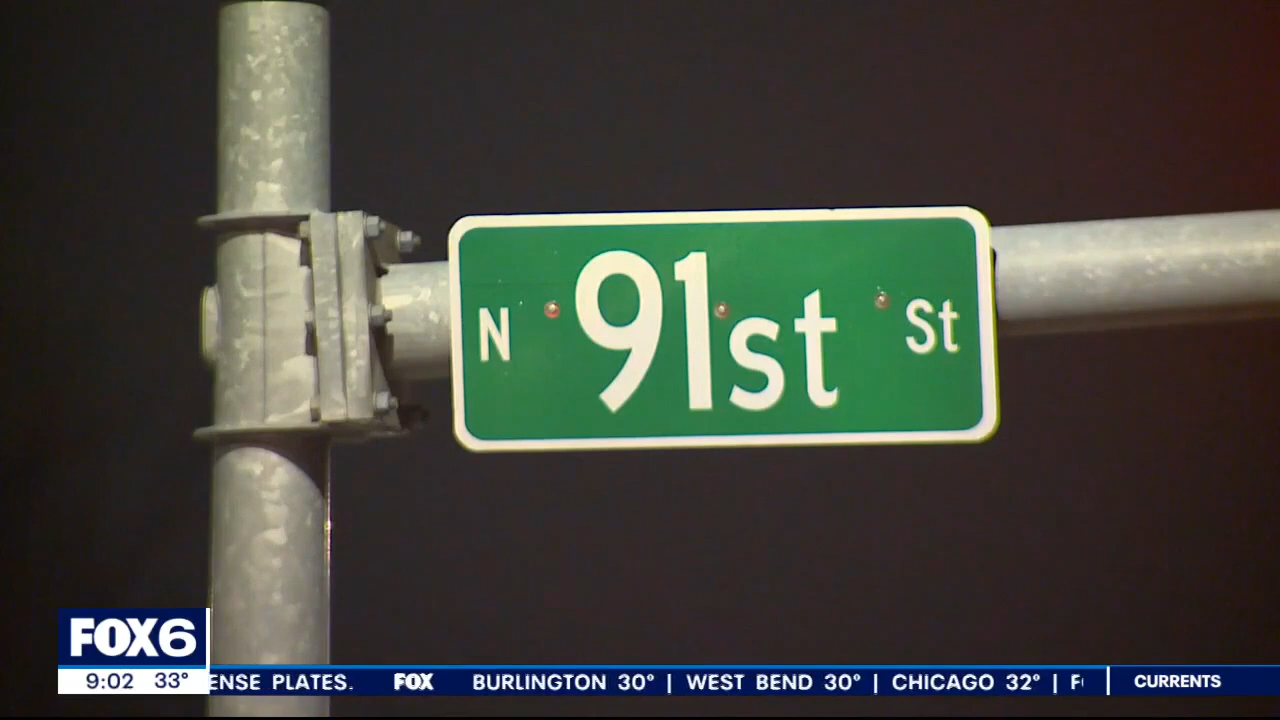 N 91st St
FOX6
9:02 33°
ENSE PLATES. FOX BURLINGTON 30° | WEST BEND 30° | CHICAGO 32° | F
CURRENTS